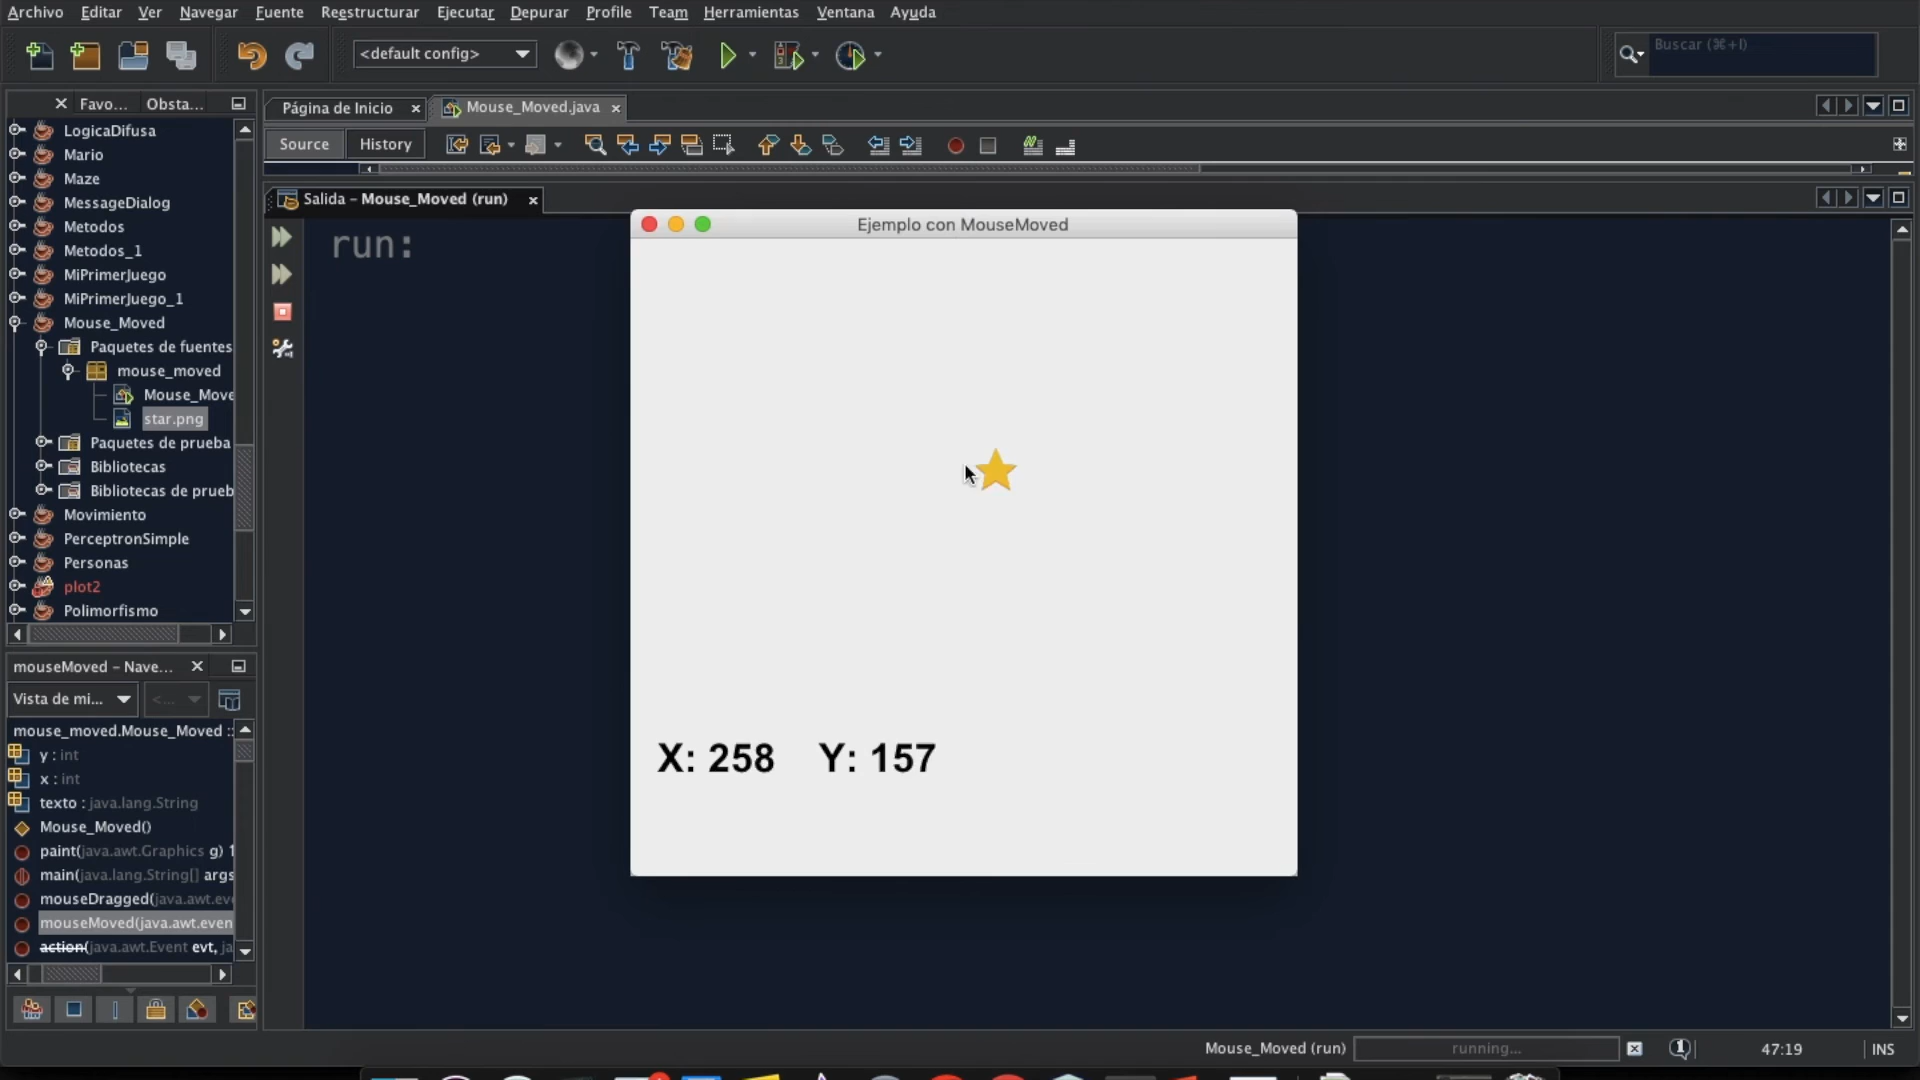 Archivo Editar Ver Navegar Fuente Reestructurar Ejecutar Depurar Profile Team Herramientas Ventana Ayuda
<default config>
Buscar (⌘+I)
Favo... Obsta...
Página de Inicio Mouse_Moved.java
LogicaDifusa
Mario
Maze
MessageDialog
Metodos
Metodos_1
MiPrimerJuego
MiPrimerJuego_1
Mouse_Moved
Paquetes de fuentes
mouse_moved
Mouse_Move
star.png
Paquetes de prueba
Bibliotecas
Bibliotecas de prueb
Movimiento
PerceptronSimple
Personas
plot2
Polimorfismo
Source History
Salida – Mouse_Moved (run)
run:
Ejemplo con MouseMoved
X: 258 Y: 157
mouseMoved – Nave...
Vista de mi... <...
mouse_moved.Mouse_Moved :
y : int
x : int
texto : java.lang.String
Mouse_Moved()
paint(java.awt.Graphics g)
main(java.lang.String[] args
mouseDragged(java.awt.ev
mouseMoved(java.awt.even
action(java.awt.Event evt, ja
Mouse_Moved (run) running... 47:19 INS